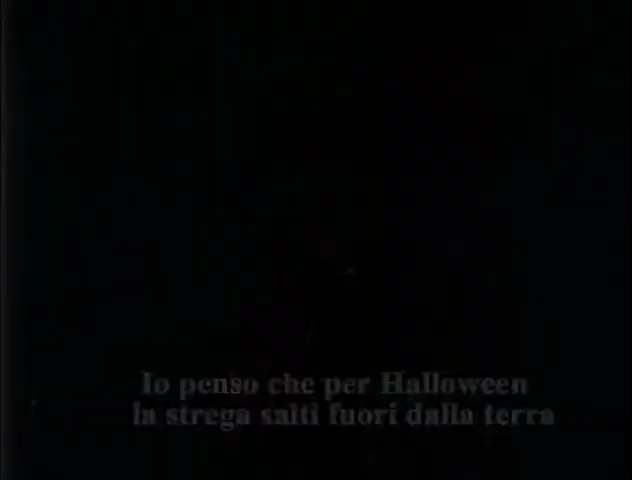 Io penso che per Halloween
la strega salti fuori dalla terra